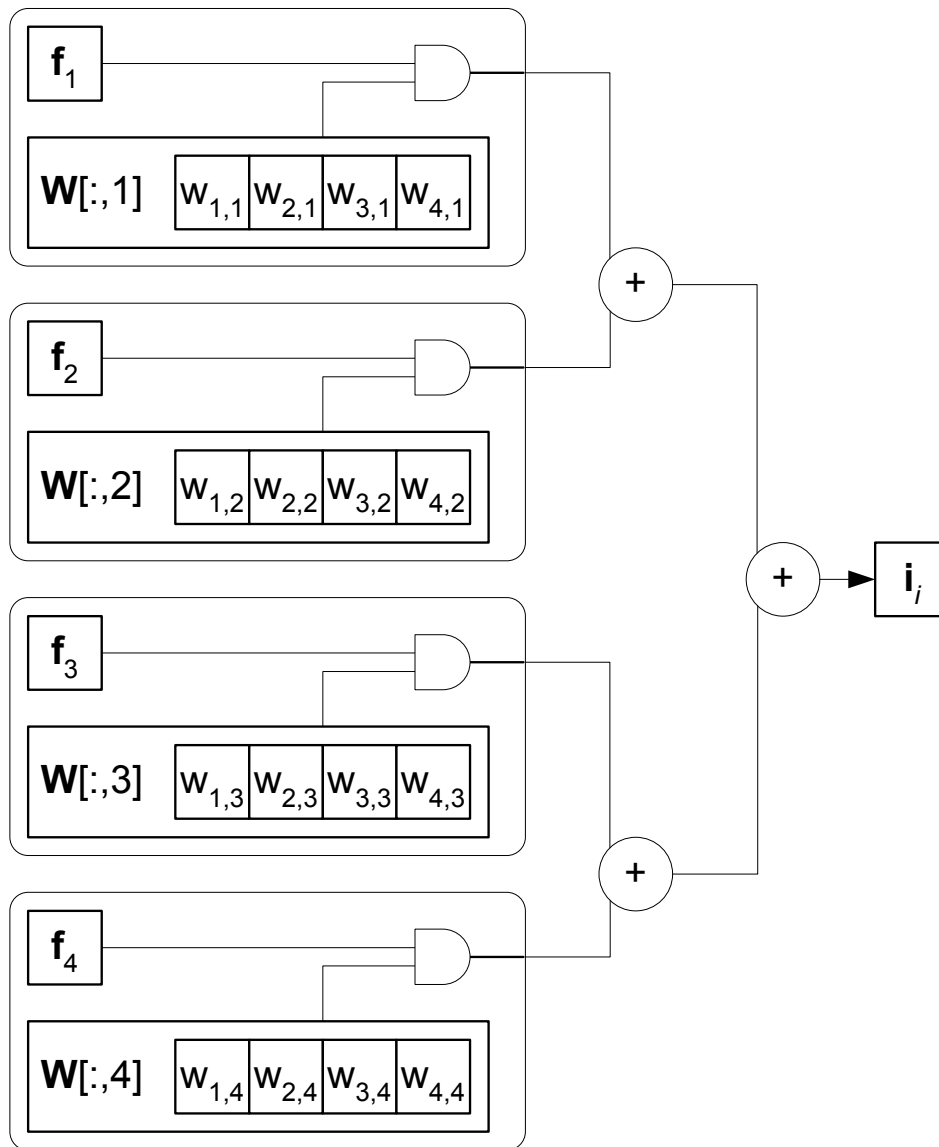 f1
W[:,1] w1,1 w2,1 w3,1 w4,1
+
f2
W[:,2] w1,2 w2,2 w3,2 w4,2
+ ii
f3
W[:,3] w1,3 w2,3 w3,3 w4,3
+
f4
W[:,4] w1,4 w2,4 w3,4 w4,4